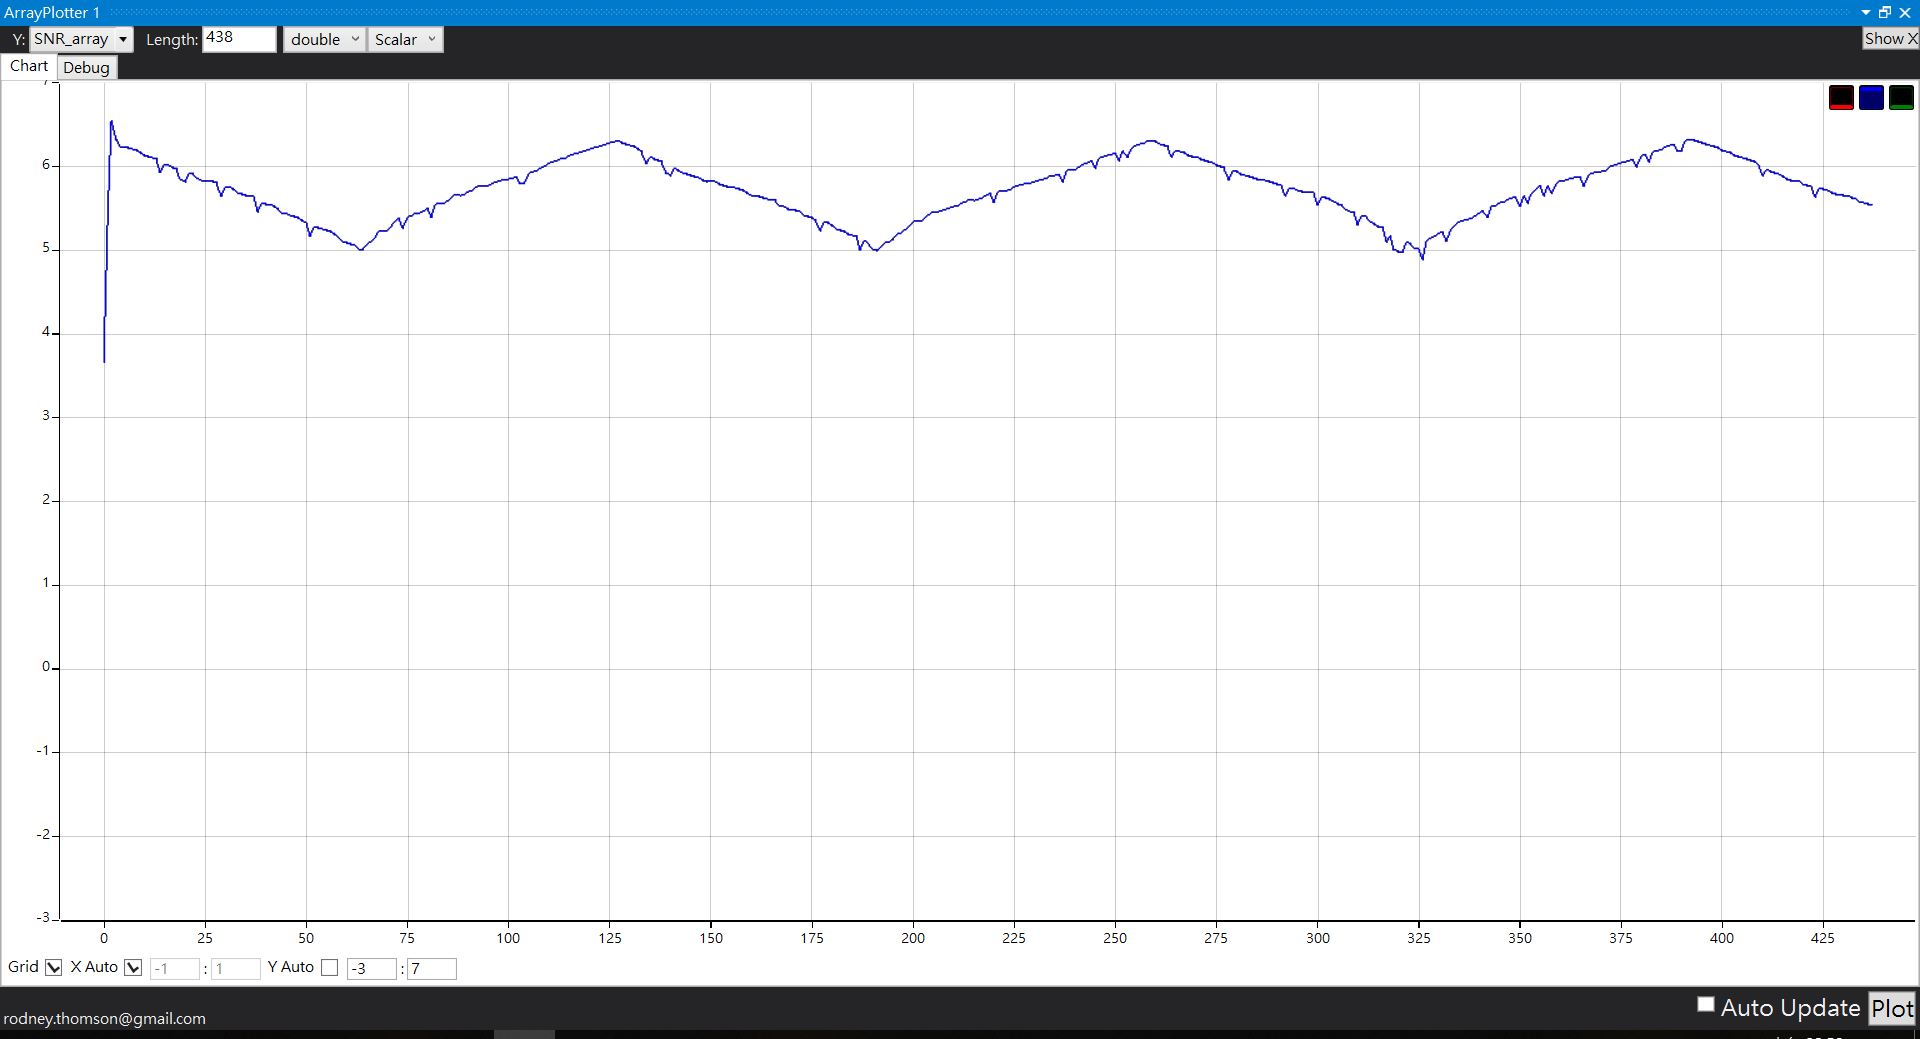 ArrayPlotter 1
Y: SNR_array Length: 438 double Scalar Show X
Chart Debug
7
6
5
4
3
2
1
0
-1
-2
-3
0 25 50 75 100 125 150 175 200 225 250 275 300 325 350 375 400 425
Grid X Auto -1 : 1 Y Auto -3 : 7
Auto Update Plot
rodney.thomson@gmail.com